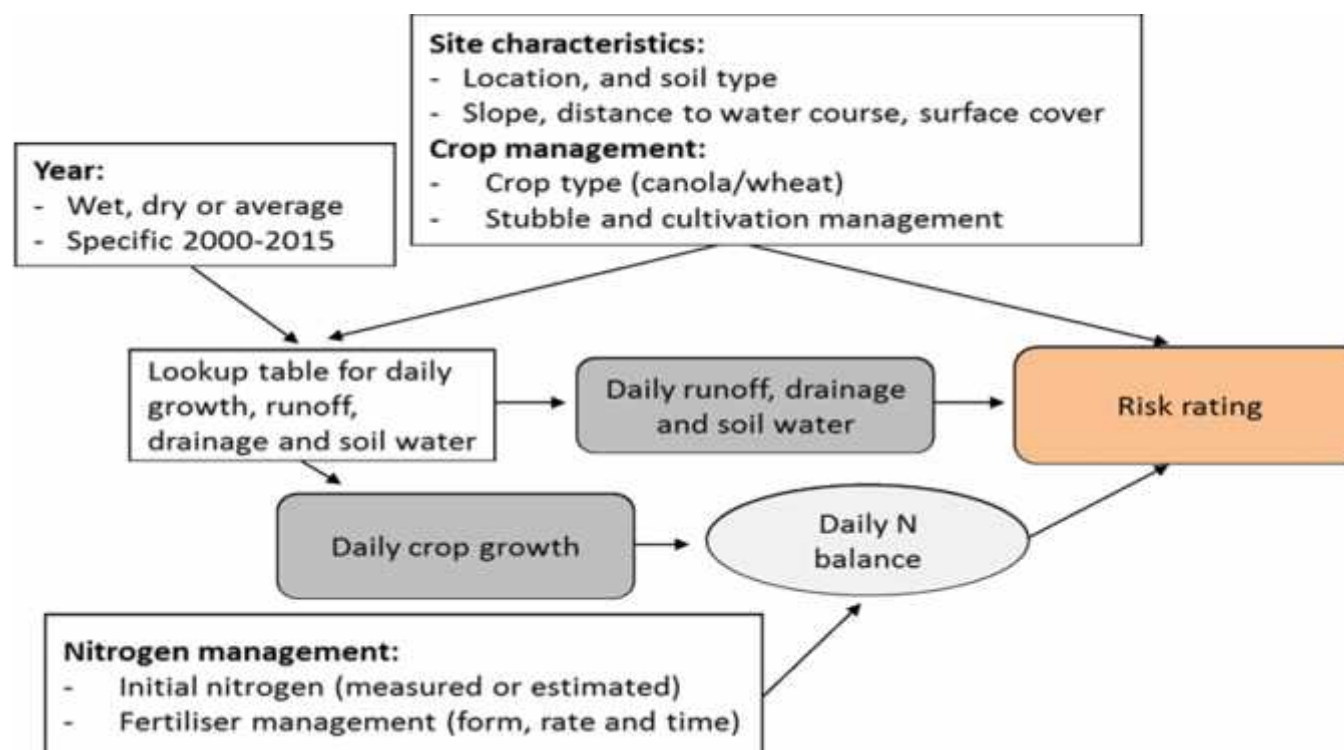 Site characteristics:
- Location, and soil type
- Slope, distance to water course, surface cover
Crop management:
- Crop type (canola/wheat)
- Stubble and cultivation management
Year:
- Wet, dry or average
- Specific 2000-2015
Lookup table for daily
growth, runoff,
drainage and soil water
Daily runoff, drainage
and soil water
Risk rating
Daily crop growth
Daily N
balance
Nitrogen management:
- Initial nitrogen (measured or estimated)
- Fertiliser management (form, rate and time)